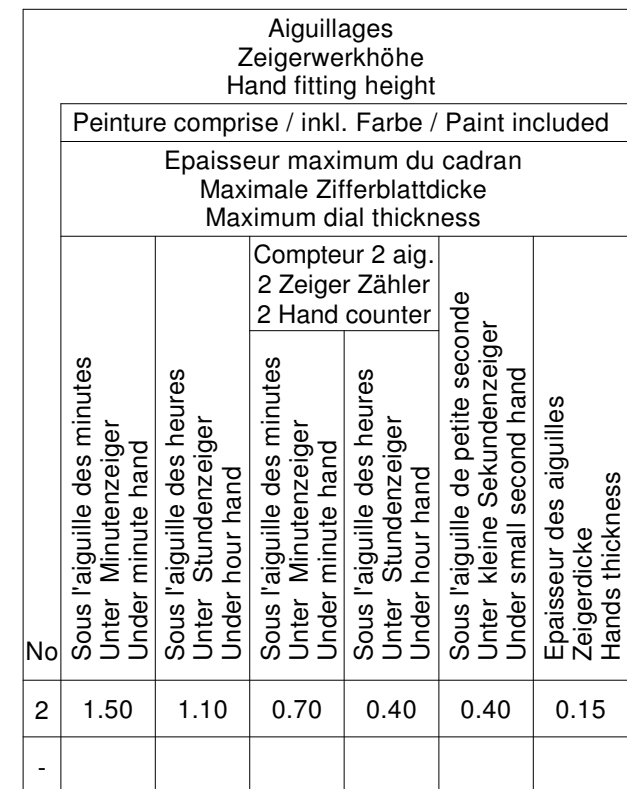 Aiguillages
Zeigerwerkhöhe
Hand fitting height
Peinture comprise / inkl. Farbe / Paint included
Epaisseur maximum du cadran
Maximale Zifferblattdicke
Maximum dial thickness
No
Sous l'aiguille des minutes
Unter Minutenzeiger
Under minute hand
Sous l'aiguille des heures
Unter Stundenzeiger
Under hour hand
Compteur 2 aig.
2 Zeiger Zähler
2 Hand counter
Sous l'aiguille des minutes
Unter Minutenzeiger
Under minute hand
Sous l'aiguille des heures
Unter Stundenzeiger
Under hour hand
Sous l'aiguille de petite seconde
Unter kleine Sekundenzeiger
Under small second hand
Epaisseur des aiguilles
Zeigerdicke
Hands thickness
2 1.50 1.10 0.70 0.40 0.40 0.15
-